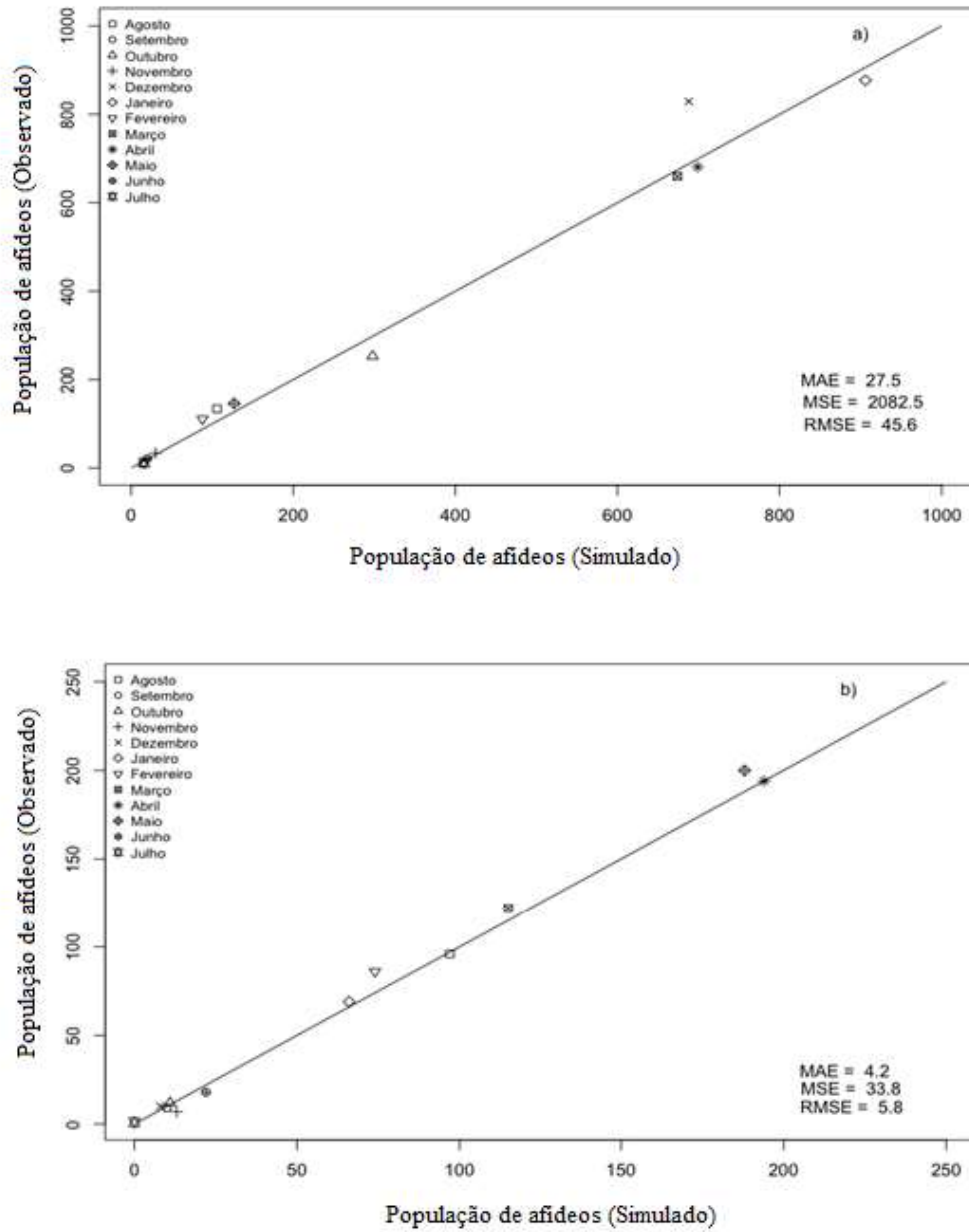 a)
Agosto
Setembro
Outubro
Novembro
Dezembro
Janeiro
Fevereiro
Março
Abril
Maio
Junho
Julho
População de afídeos (Observado)
0 200 400 600 800 1000
MAE = 27.5
MSE = 2082.5
RMSE = 45.6
0 200 400 600 800 1000
População de afídeos (Simulado)
b)
Agosto
Setembro
Outubro
Novembro
Dezembro
Janeiro
Fevereiro
Março
Abril
Maio
Junho
Julho
População de afídeos (Observado)
0 50 100 150 200 250
MAE = 4.2
MSE = 33.8
RMSE = 5.8
0 50 100 150 200 250
População de afídeos (Simulado)